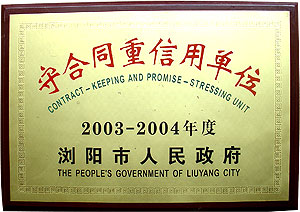 守合同重信用单位
CONTRACT-KEEPING AND PROMISE-STRESSING UNIT
2003-2004年度
浏阳市人民政府
THE PEOPLE'S GOVERNMENT OF LIUYANG CITY